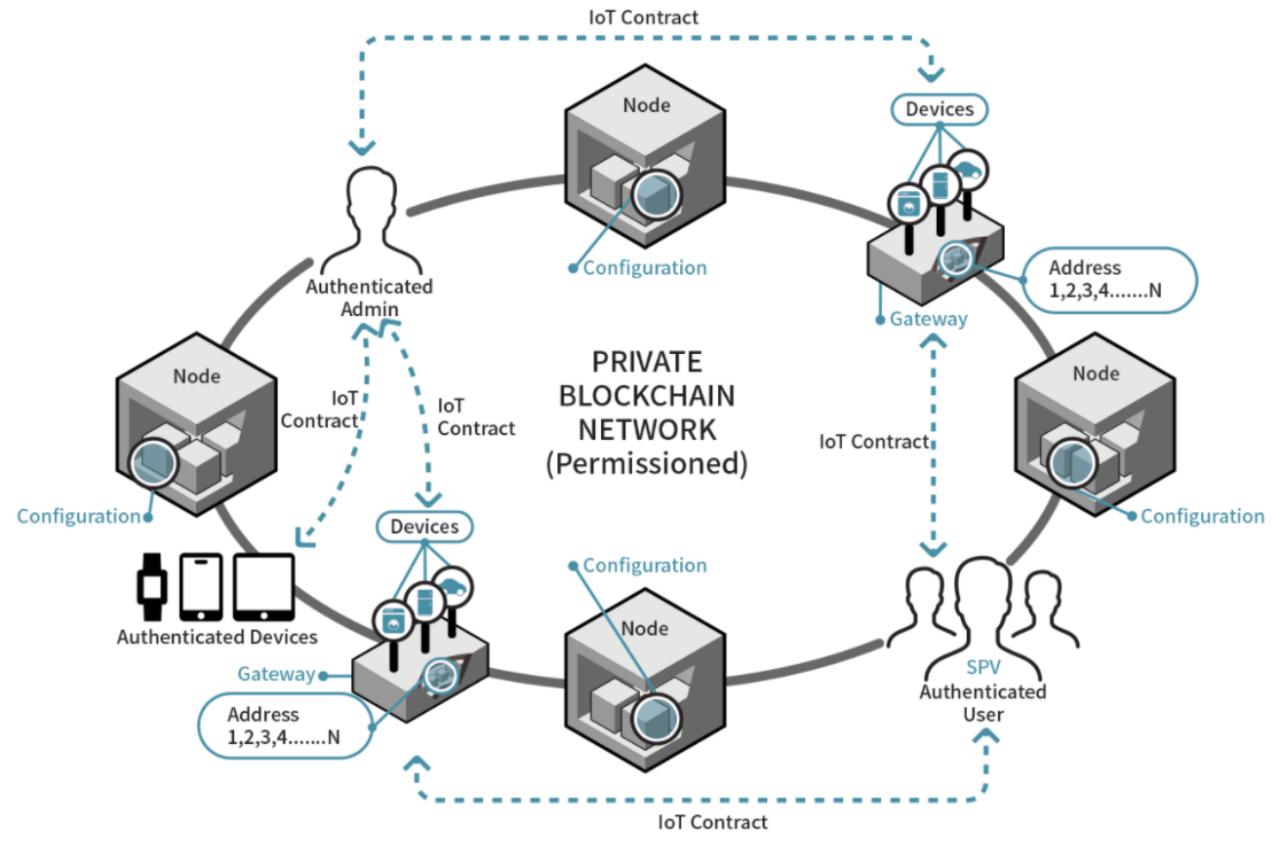 IoT Contract
Node
Devices
Configuration
Address
1,2,3,4.......N
Gateway
Authenticated
Admin
PRIVATE
BLOCKCHAIN
NETWORK
(Permissioned)
Node
Node
IoT
Contract
IoT
Contract
IoT Contract
Configuration
Configuration
Devices
Configuration
Authenticated Devices
Node
Gateway
Address
1,2,3,4.......N
SPV
Authenticated
User
IoT Contract